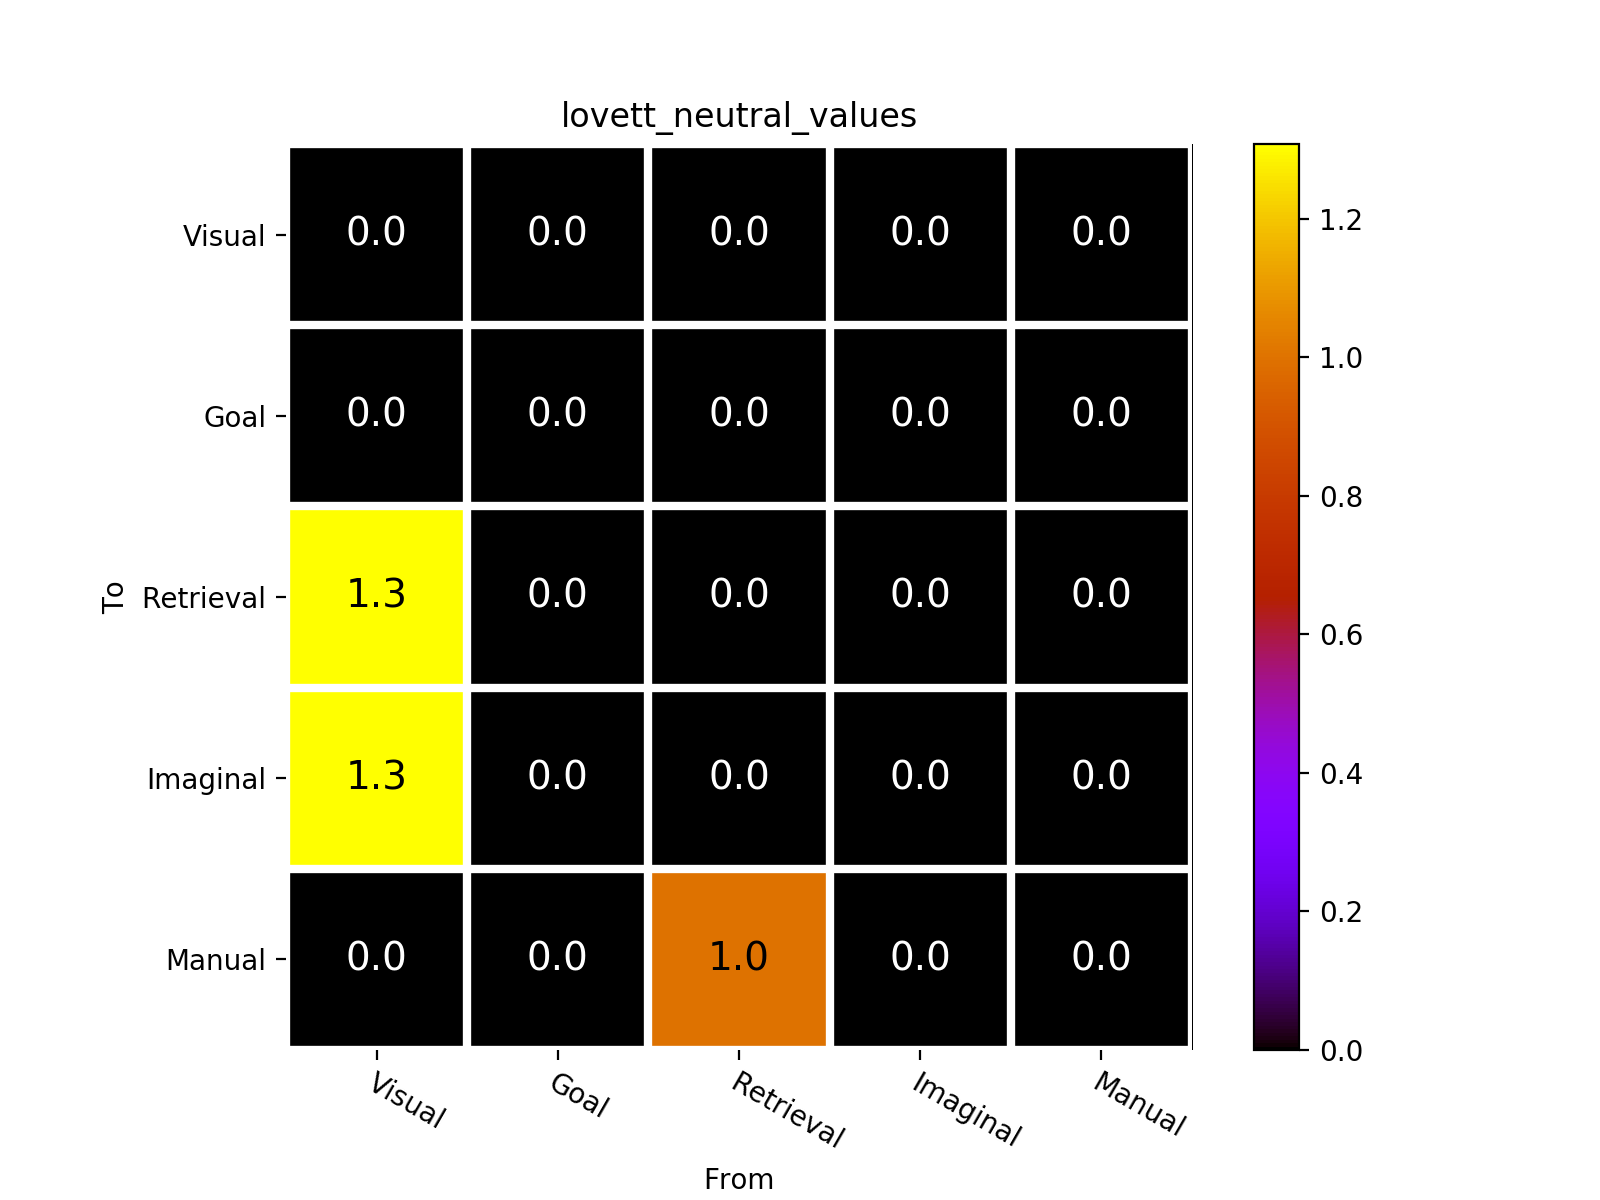 lovett_neutral_values
Visual 0.0 0.0 0.0 0.0 0.0
Goal 0.0 0.0 0.0 0.0 0.0
To
Retrieval 1.3 0.0 0.0 0.0 0.0
Imaginal 1.3 0.0 0.0 0.0 0.0
Manual 0.0 0.0 1.0 0.0 0.0
Visual Goal Retrieval Imaginal Manual
From
1.2
1.0
0.8
0.6
0.4
0.2
0.0